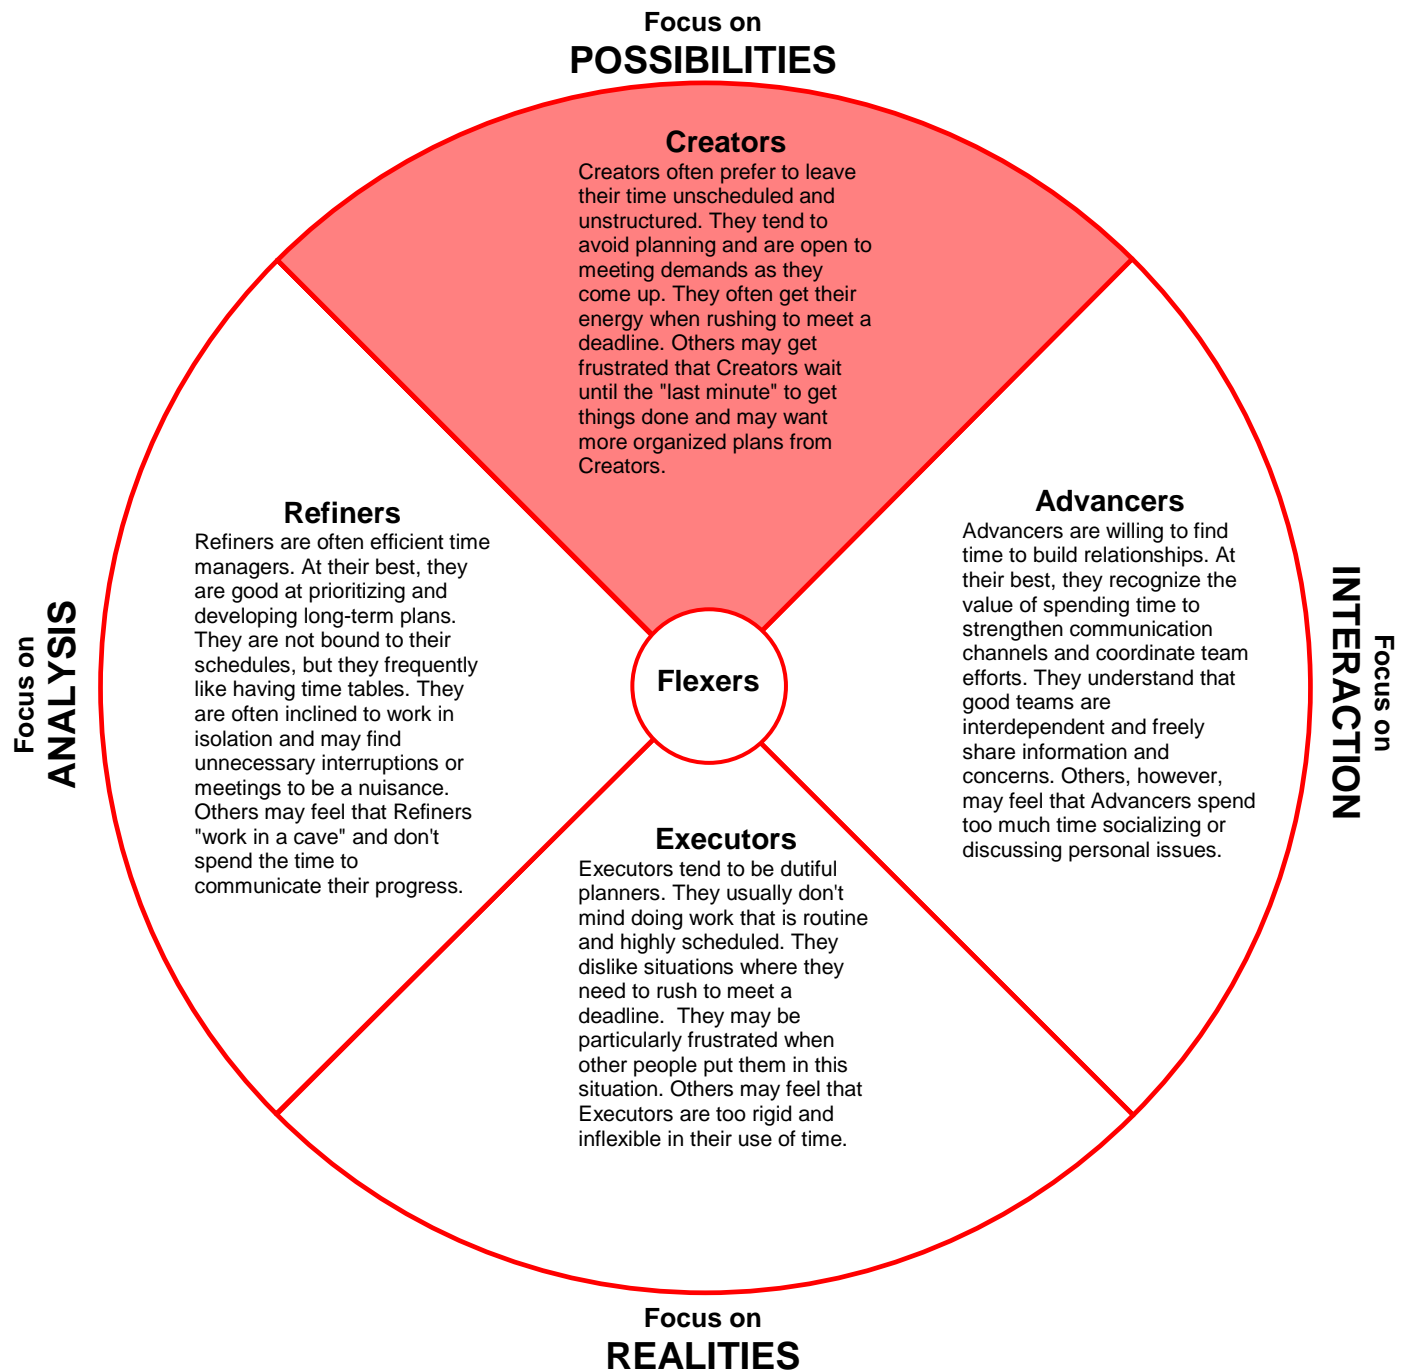 Focus on
POSSIBILITIES
Creators
Creators often prefer to leave
their time unscheduled and
unstructured. They tend to
avoid planning and are open to
meeting demands as they
come up. They often get their
energy when rushing to meet a
deadline. Others may get
frustrated that Creators wait
until the "last minute" to get
things done and may want
more organized plans from
Creators.
Focus on
ANALYSIS
Refiners
Refiners are often efficient time
managers. At their best, they
are good at prioritizing and
developing long-term plans.
They are not bound to their
schedules, but they frequently
like having time tables. They
are often inclined to work in
isolation and may find
unnecessary interruptions or
meetings to be a nuisance.
Others may feel that Refiners
"work in a cave" and don't
spend the time to
communicate their progress.
Flexers
Advancers
Advancers are willing to find
time to build relationships. At
their best, they recognize the
value of spending time to
strengthen communication
channels and coordinate team
efforts. They understand that
good teams are
interdependent and freely
share information and
concerns. Others, however,
may feel that Advancers spend
too much time socializing or
discussing personal issues.
Focus on
INTERACTION
Executors
Executors tend to be dutiful
planners. They usually don't
mind doing work that is routine
and highly scheduled. They
dislike situations where they
need to rush to meet a
deadline.  They may be
particularly frustrated when
other people put them in this
situation. Others may feel that
Executors are too rigid and
inflexible in their use of time.
Focus on
REALITIES